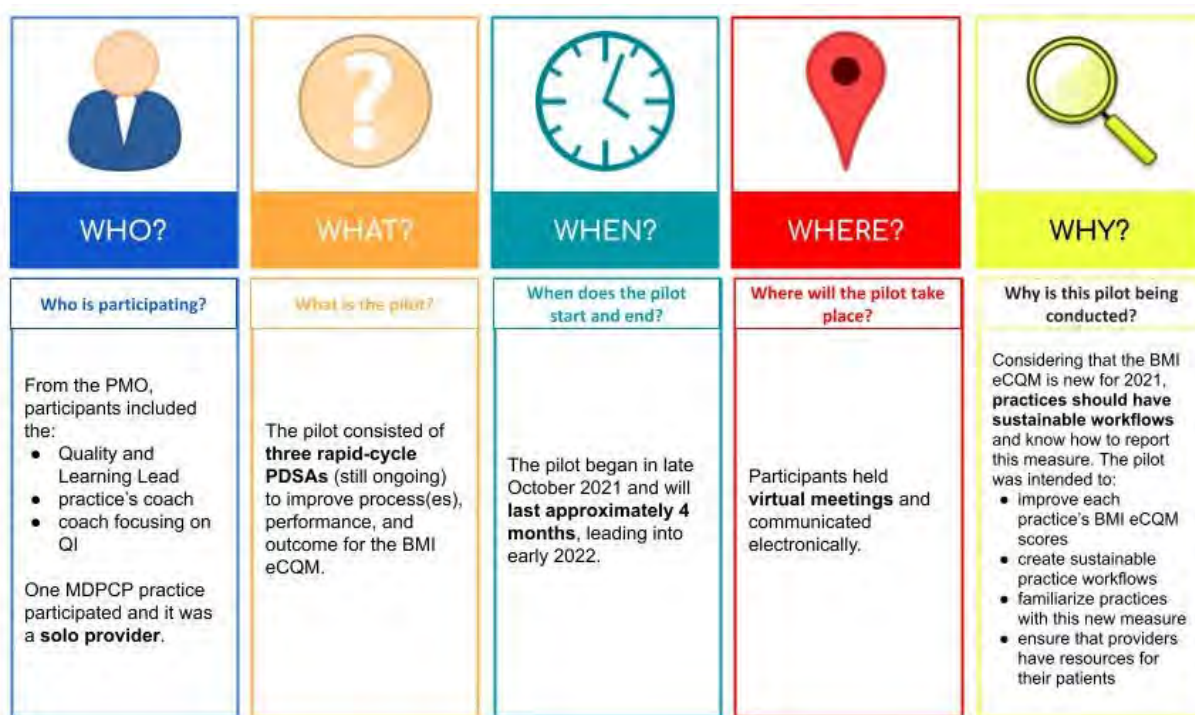 WHO?
WHAT?
WHEN?
WHERE?
WHY?
Who is participating?
From the PMO,
participants included
the:
● Quality and
Learning Lead
● practice's coach
● coach focusing on
QI
One MDPCP practice
participated and it was
a solo provider.
What is the pilot?
The pilot consisted of
three rapid-cycle
PDSAs (still ongoing)
to improve process(es),
performance, and
outcome for the BMI
eCQM.
When does the pilot
start and end?
The pilot began in late
October 2021 and will
last approximately 4
months, leading into
early 2022.
Where will the pilot take
place?
Participants held
virtual meetings and
communicated
electronically.
Why is this pilot being
conducted?
Considering that the BMI
eCQM is new for 2021,
practices should have
sustainable workflows
and know how to report
this measure. The pilot
was intended to:
● improve each
practice's BMI eCQM
scores
● create sustainable
practice workflows
● familiarize practices
with this new measure
● ensure that providers
have resources for
their patients